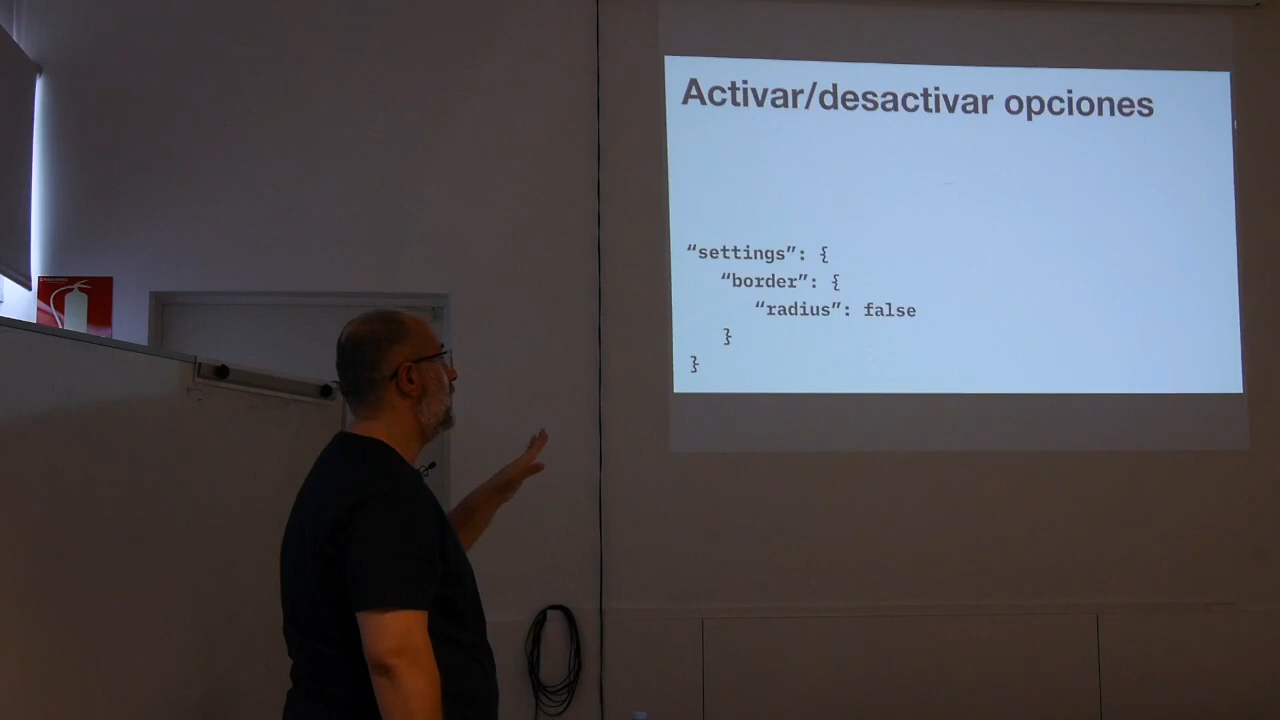 Activar/desactivar opciones
“settings”: {
“border”: {
“radius”: false
}
}